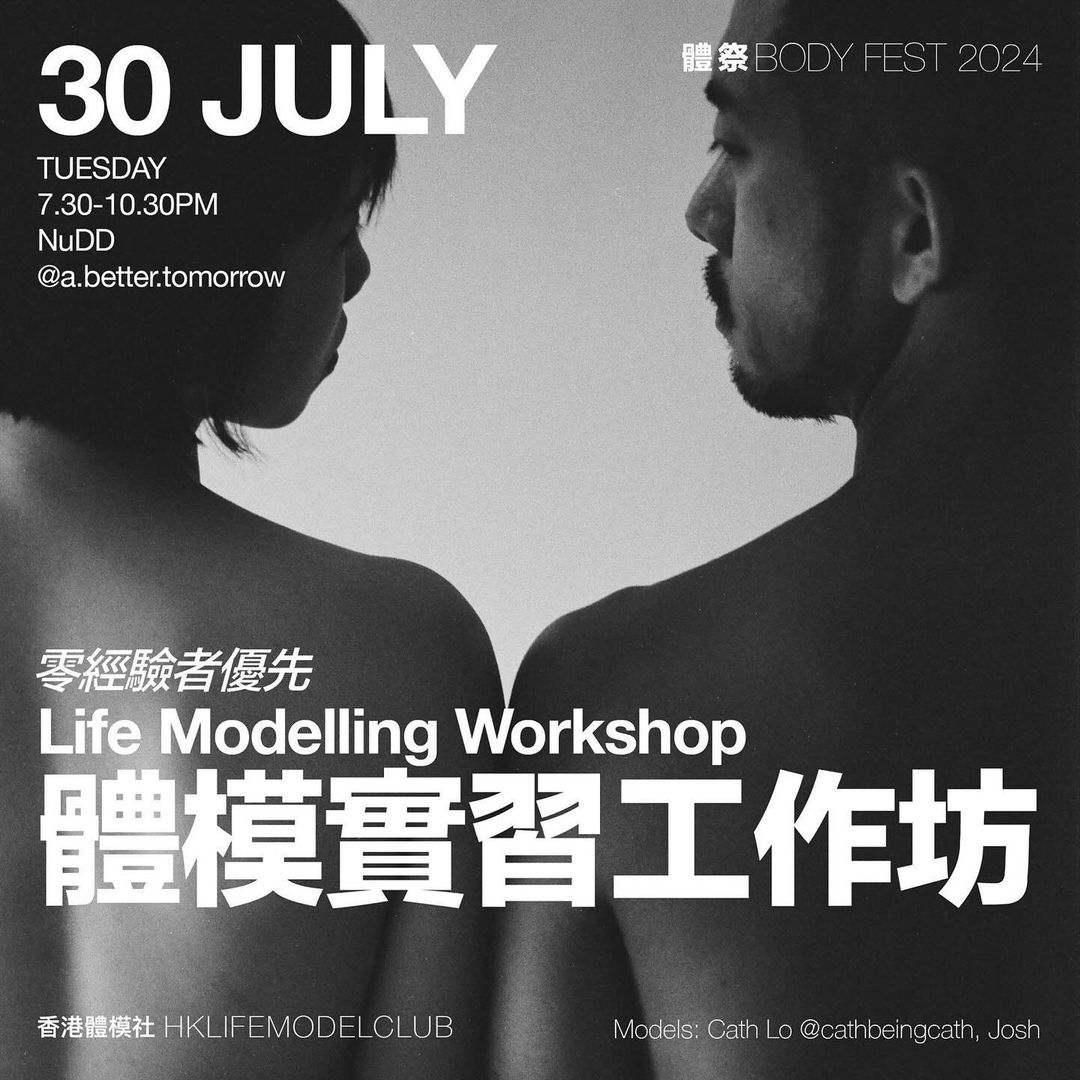 30 JULY
體祭 BODY FEST 2024
TUESDAY
7.30-10.30PM
NuDD
@a.better.tomorrow
零經驗者優先
Life Modelling Workshop
體模實習工作坊
香港體模社 HKLIFEMODELCLUB
Models: Cath Lo @cathbeingcath, Josh